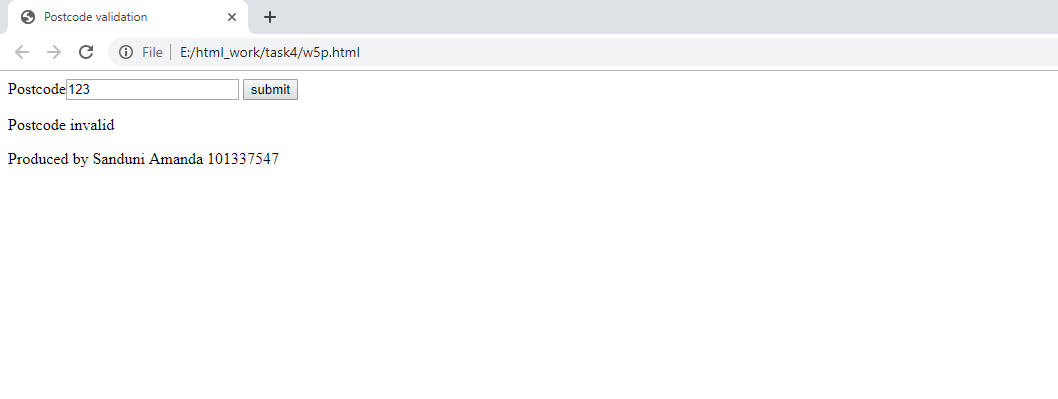 Postcode validation
File E:/html_work/task4/w5p.html
Postcode 123 submit
Postcode invalid
Produced by Sanduni Amanda 101337547